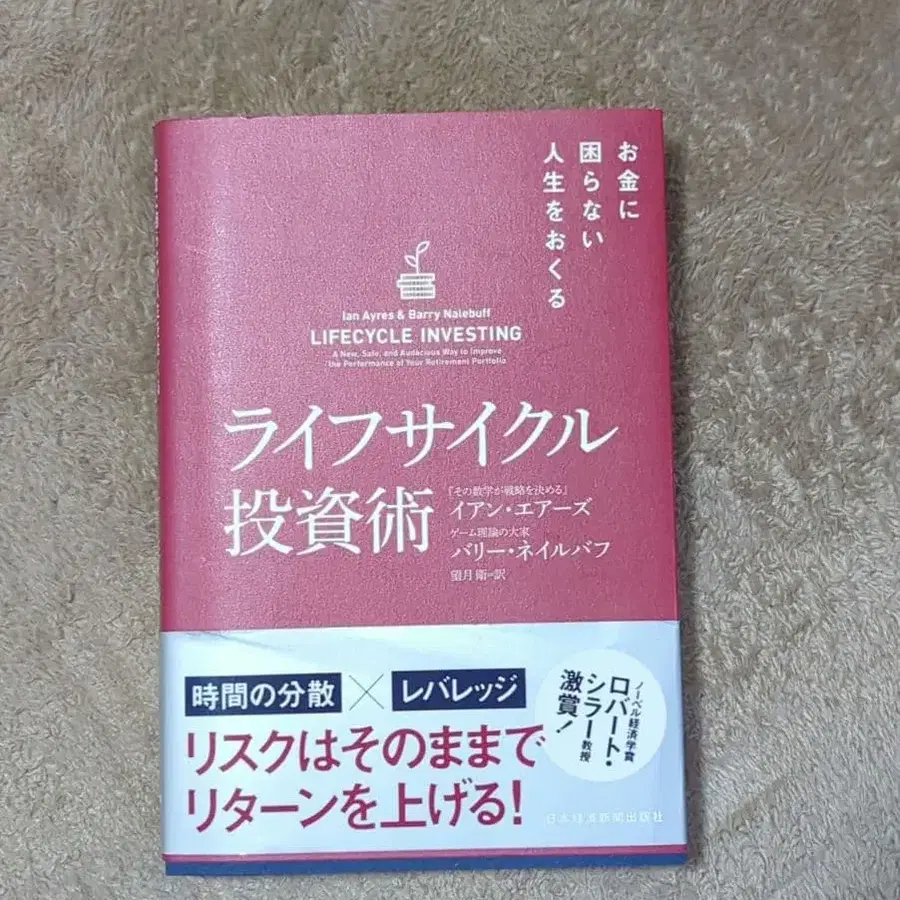 お金に
困らない
人生をおくる
Ian Ayres & Barry Nalebuff
LIFECYCLE INVESTING
A New, Safe, and Audacious Way to Improve
the Performance of Your Retirement Portfolio
ライフサイクル
投資術
『その数学が戦略を決める』
イアン・エアーズ
ゲーム理論の大家
バリー・ネイルバフ
望月 衛=訳
時間の分散×レバレッジ
リスクはそのままで
リターンを上げる!
ノーベル経済学賞
ロバート・
シラー教授
激賞!
日本経済新聞出版社